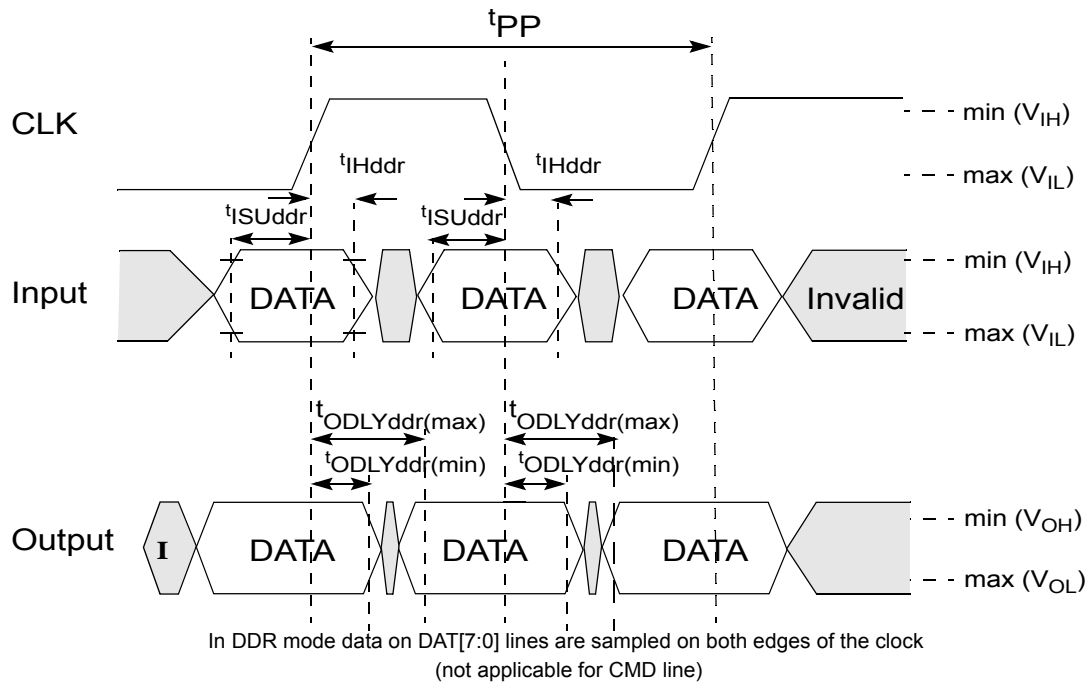 tPP
CLK
min (VIH)
max (VIL)
tIHddr
tIHddr
tISUddr
tISUddr
Input
DATA
DATA
DATA
Invalid
min (VIH)
max (VIL)
tODLYddr(max)
tODLYddr(max)
tODLYddr(min)
tODLYddr(min)
Output
I
DATA
DATA
DATA
min (VOH)
max (VOL)
In DDR mode data on DAT[7:0] lines are sampled on both edges of the clock
(not applicable for CMD line)